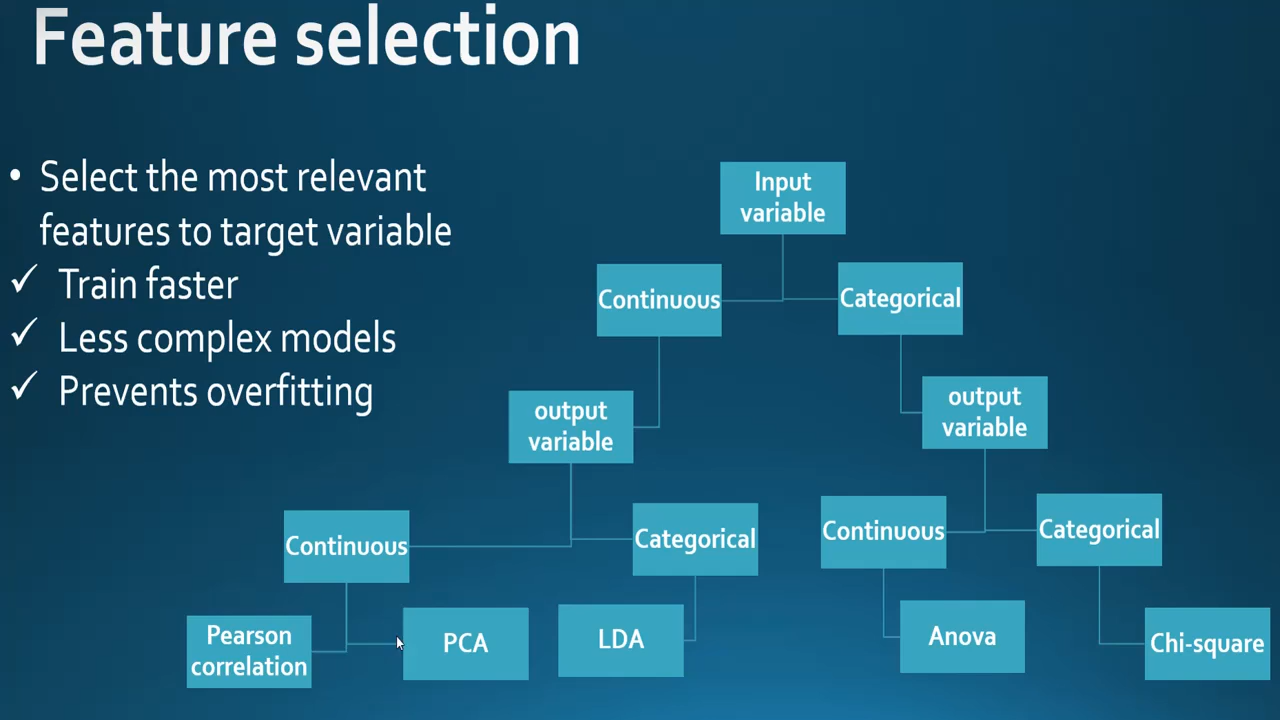 Feature selection
• Select the most relevant
features to target variable
✓ Train faster
✓ Less complex models
✓ Prevents overfitting
Input
variable
Continuous
Categorical
output
variable
output
variable
Continuous
Categorical
Continuous
Categorical
Pearson
correlation
PCA
LDA
Anova
Chi-square